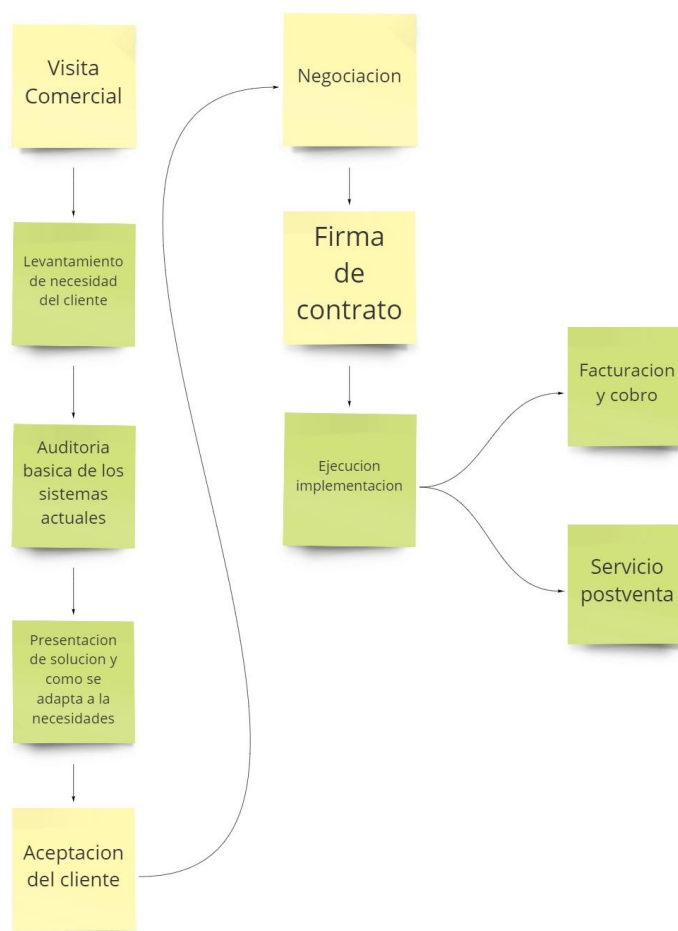 Visita
Comercial
Levantamiento
de necesidad
del cliente
Auditoria
basica de los
sistemas
actuales
Presentacion
de solucion y
como se
adapta a la
necesidades
Aceptacion
del cliente
Negociacion
Firma
de
contrato
Ejecucion
implementacion
Facturacion
y cobro
Servicio
postventa